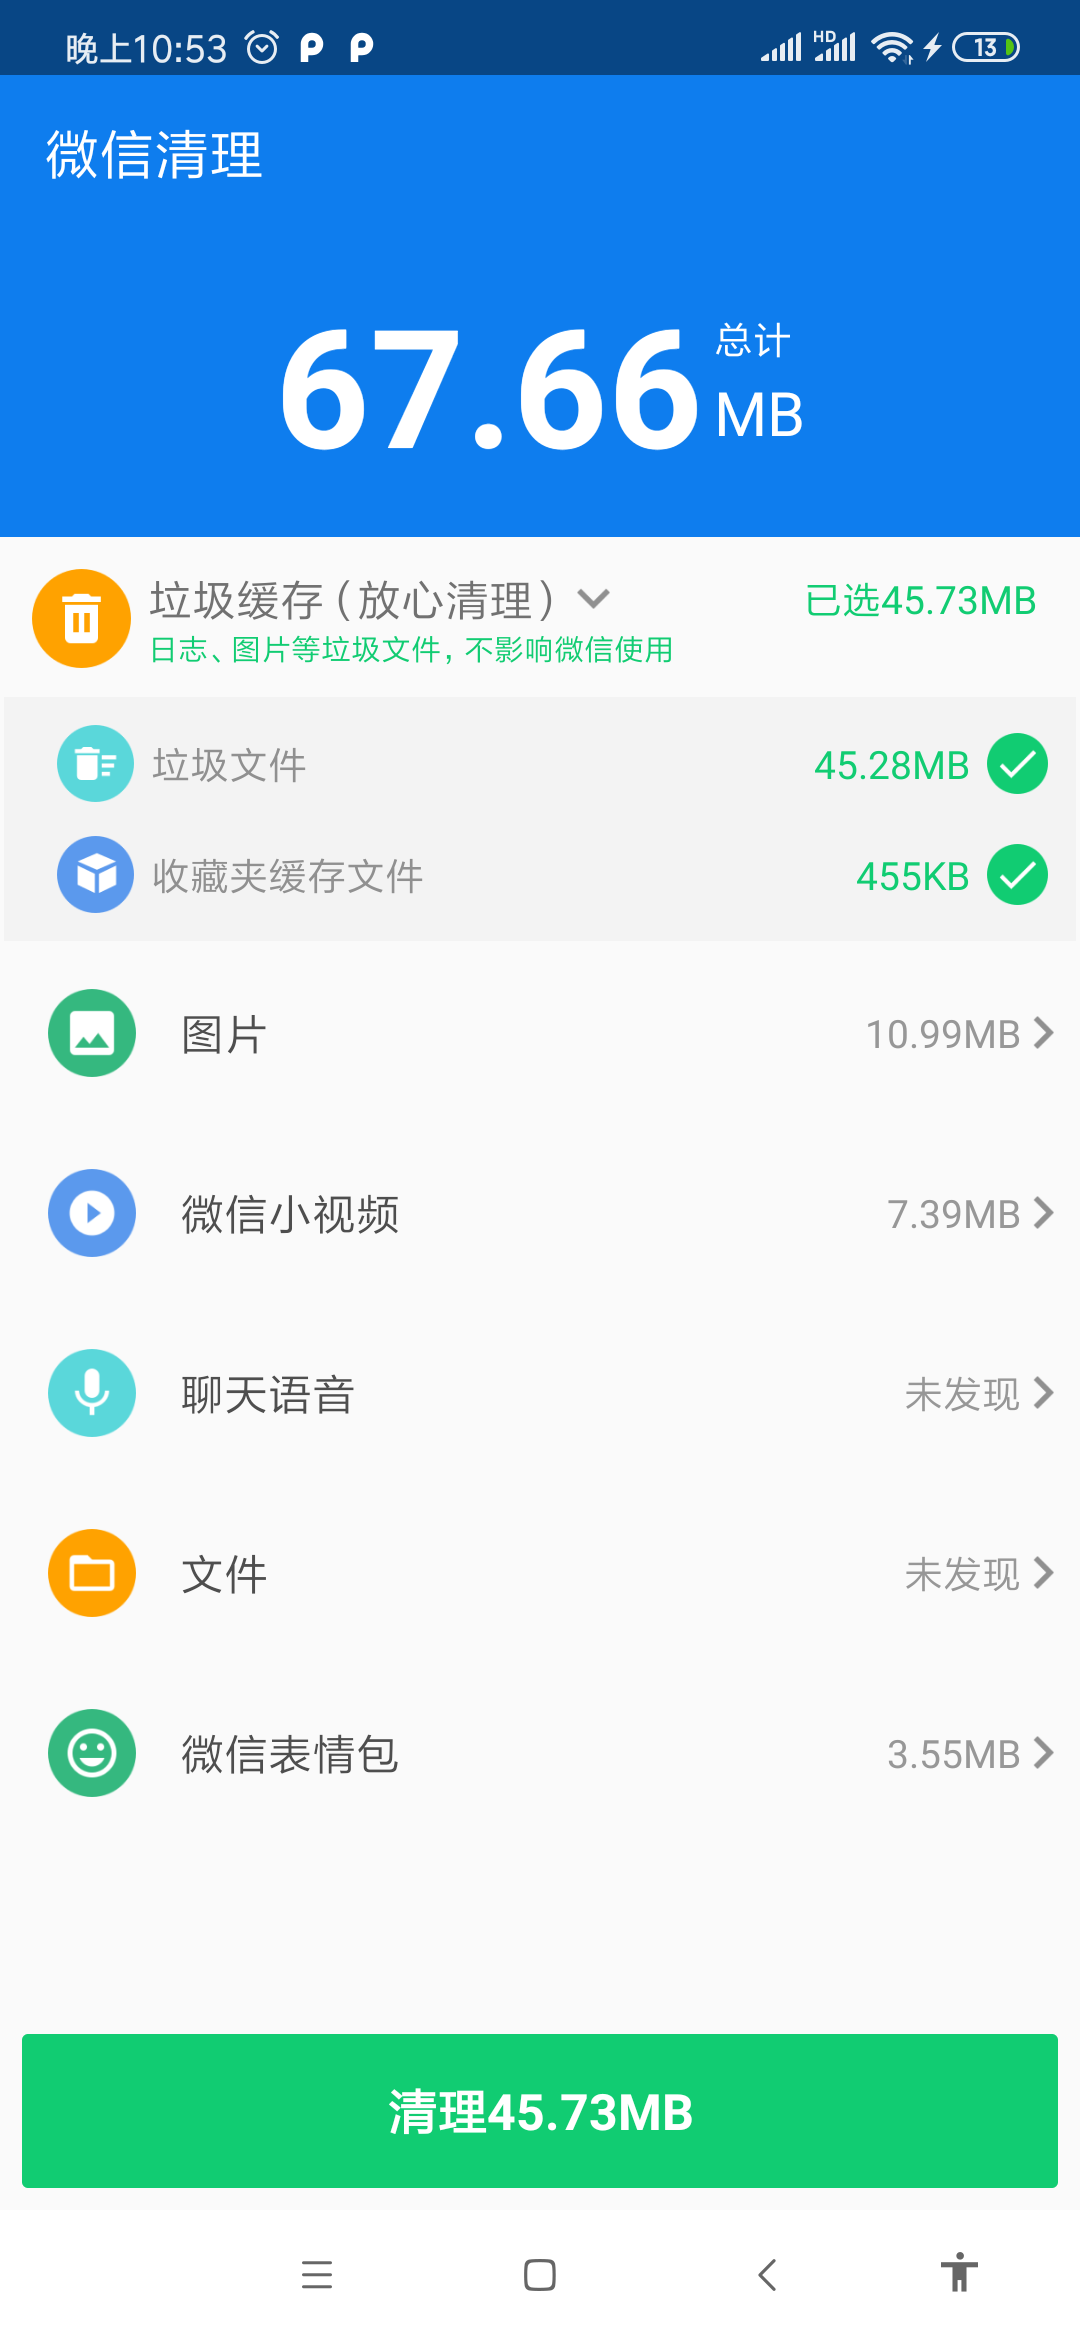 晚上10:53
HD
13
微信清理
67.66
总计
MB
垃圾缓存（放心清理）
已选45.73MB
日志、图片等垃圾文件，不影响微信使用
垃圾文件
45.28MB
收藏夹缓存文件
455KB
图片
10.99MB
微信小视频
7.39MB
聊天语音
未发现
文件
未发现
微信表情包
3.55MB
清理45.73MB